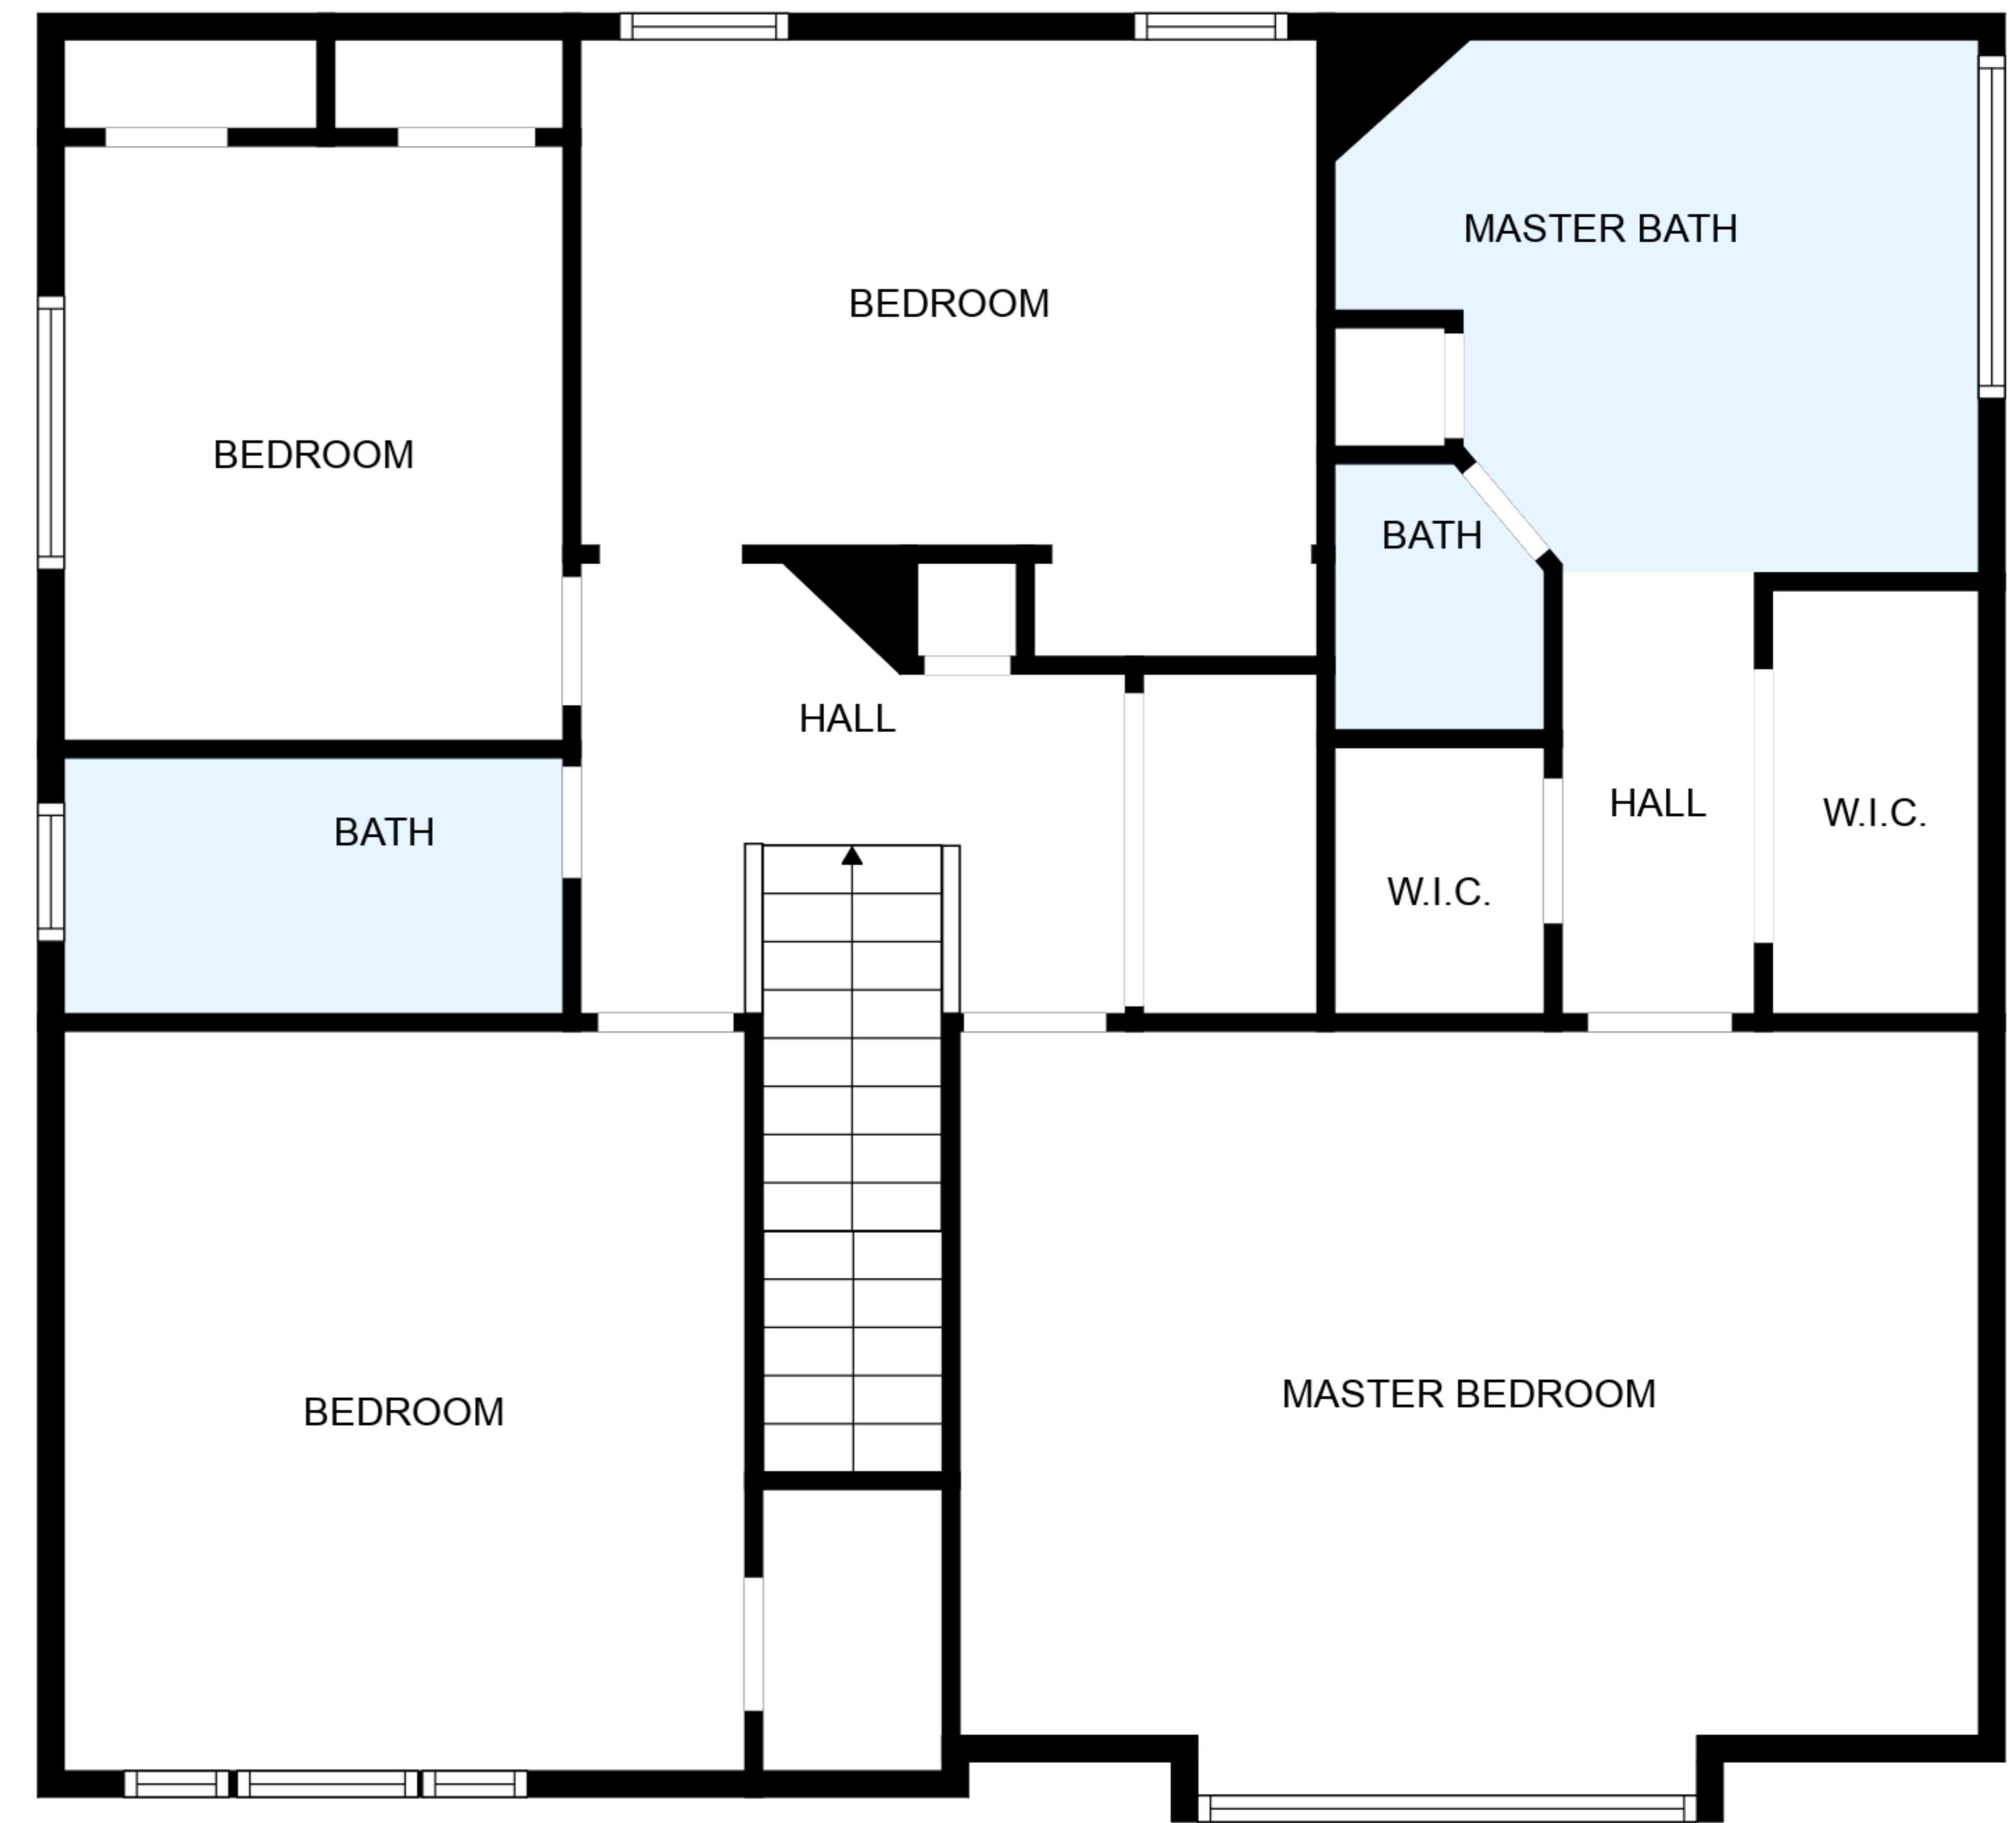 MASTER BATH
BEDROOM
BEDROOM
BATH
HALL
HALL
W.I.C.
BATH
W.I.C.
MASTER BEDROOM
BEDROOM